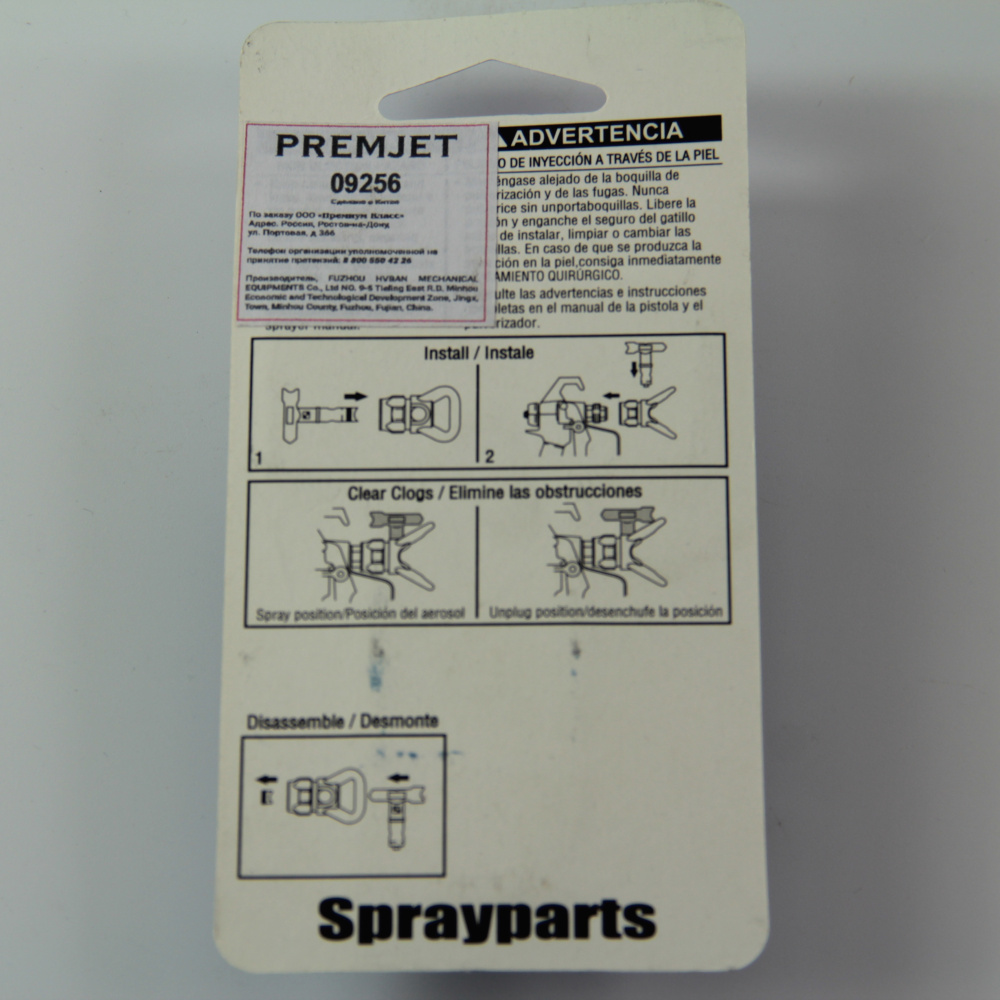 PREMJET
09256
Сделано в Китае
По заказу ООО «Премиум Класс»
Адрес. Россия, Ростов-на-Дону
ул. Портовая, д 366
Телефон организации уполномоченной на
принятие претензий: 8 800 550 42 26
Производитель, FUZHOU HVBAN MECHANICAL
EQUIPMENTS Co., Ltd NO. 9-5 Tieling East R.D. Minhou
Economic and Technological Development Zone, Jingx,
Town, Minhou County, Fuzhou, Fujian, China.
sprayer manual.
ADVERTENCIA
O DE INYECCIÓN A TRAVÉS DE LA PIEL
éngase alejado de la boquilla de
rización y de las fugas. Nunca
rice sin unportaboquillas. Libere la
ón y enganche el seguro del gatillo
de instalar, limpiar o cambiar las
llas. En caso de que se produzca la
ción en la piel,consiga inmediatamente
AMIENTO QUIRÚRGICO.
ulte las advertencias e instrucciones
letas en el manual de la pistola y el
rizador.
Install / Instale
1
2
Clear Clogs / Elimine las obstrucciones
Spray position/Posición del aerosol
Unplug position/desenchufe la posición
Disassemble / Desmonte
Sprayparts